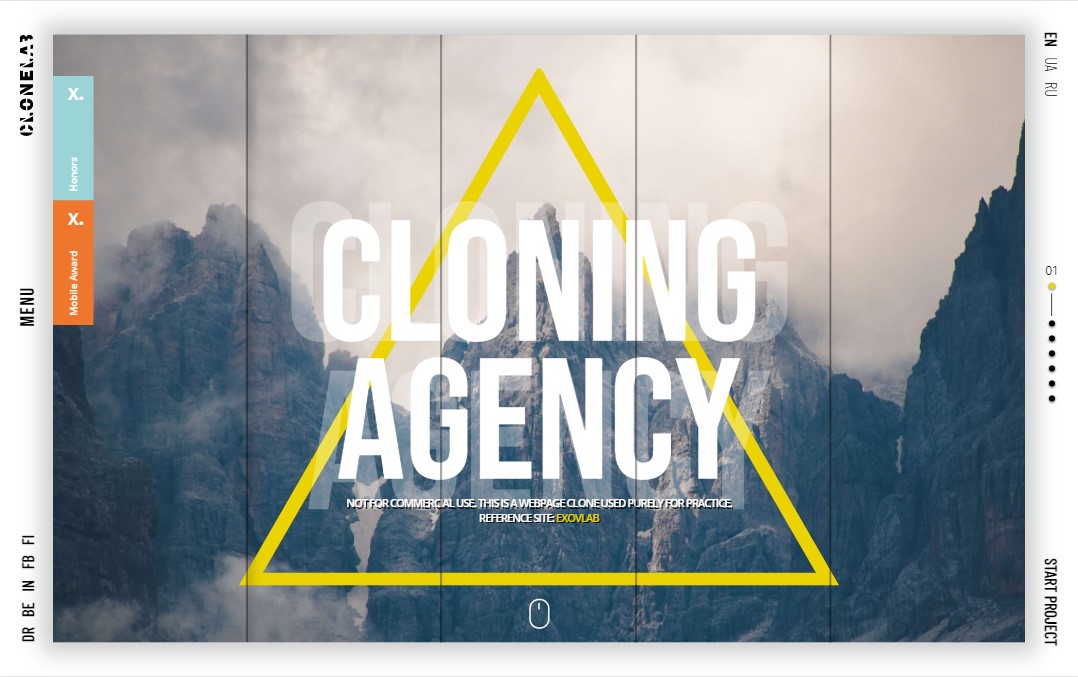 CLONELAB
EN UA RU
X.
Honors
X.
Mobile Award
MENU
01
CLONING
AGENCY
NOT FOR COMMERCIAL USE. THIS IS A WEBPAGE CLONE USED PURELY FOR PRACTICE.
REFERENCE SITE: EXOVLAB
DR BE IN FB FI
START PROJECT